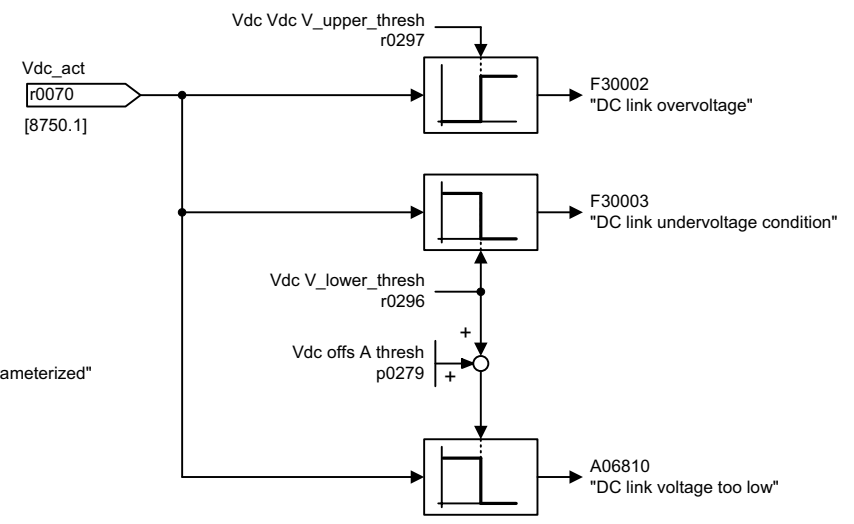 Vdc Vdc V_upper_thresh
r0297
Vdc_act
r0070
[8750.1]
F30002
"DC link overvoltage"
F30003
"DC link undervoltage condition"
Vdc V_lower_thresh
r0296
+
Vdc offs A thresh
p0279
+
ameterized"
A06810
"DC link voltage too low"